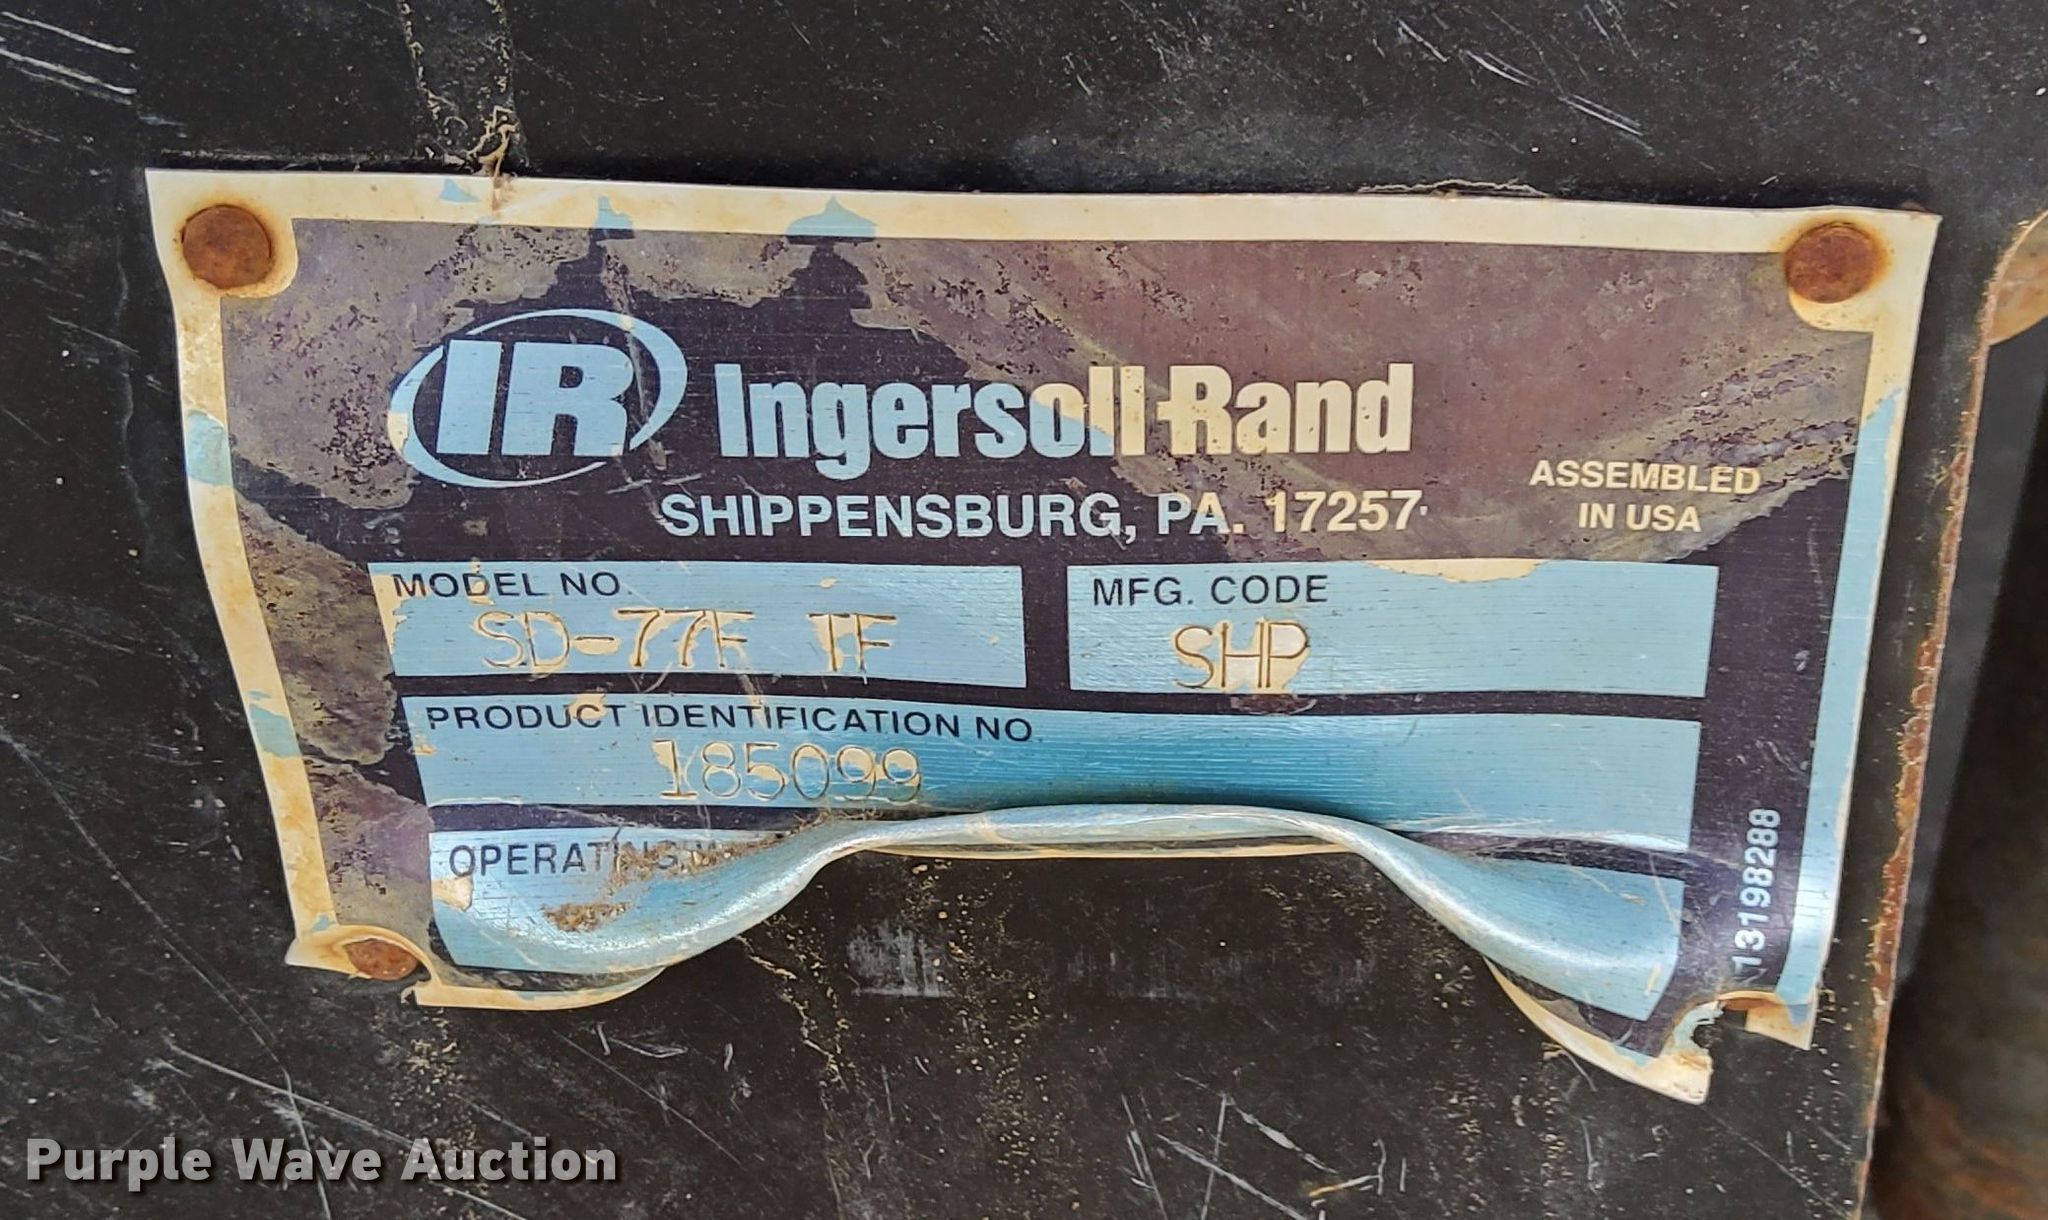 IR Ingersoll-Rand
SHIPPENSBURG, PA. 17257
ASSEMBLED
IN USA
MODEL NO.
SD-77F TF
MFG. CODE
SHP
PRODUCT IDENTIFICATION NO.
185099
OPERATING
13198288
Purple Wave Auction